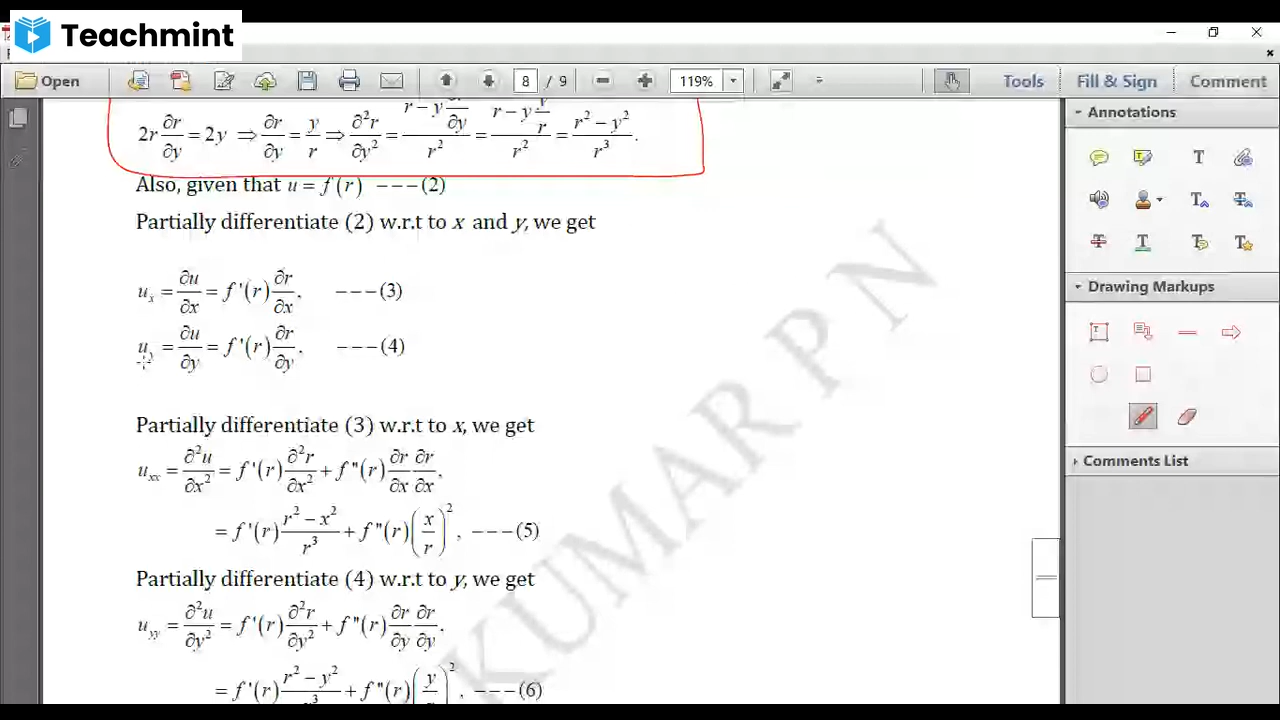 Teachmint
Open
8 / 9
119%
Tools
Fill & Sign
Comment
Annotations
Drawing Markups
Comments List
2r ∂r/∂y = 2y ⇒ ∂r/∂y = y/r ⇒ ∂²r/∂y² = (r − y ∂r/∂y)/r² = (r − y y/r)/r² = (r² − y²)/r³.
Also, given that u = f(r) −−−(2)
Partially differentiate (2) w.r.t to x and y, we get
u_x = ∂u/∂x = f '(r) ∂r/∂x, −−−(3)
u_y = ∂u/∂y = f '(r) ∂r/∂y, −−−(4)
Partially differentiate (3) w.r.t to x, we get
u_xx = ∂²u/∂x² = f '(r) ∂²r/∂x² + f "(r) ∂r/∂x ∂r/∂x,
= f '(r) (r² − x²)/r³ + f "(r) (x/r)², −−−(5)
Partially differentiate (4) w.r.t to y, we get
u_yy = ∂²u/∂y² = f '(r) ∂²r/∂y² + f "(r) ∂r/∂y ∂r/∂y.
= f '(r) (r² − y²)/r³ + f "(r) (y/r)², −−−(6)
KUMAR P N